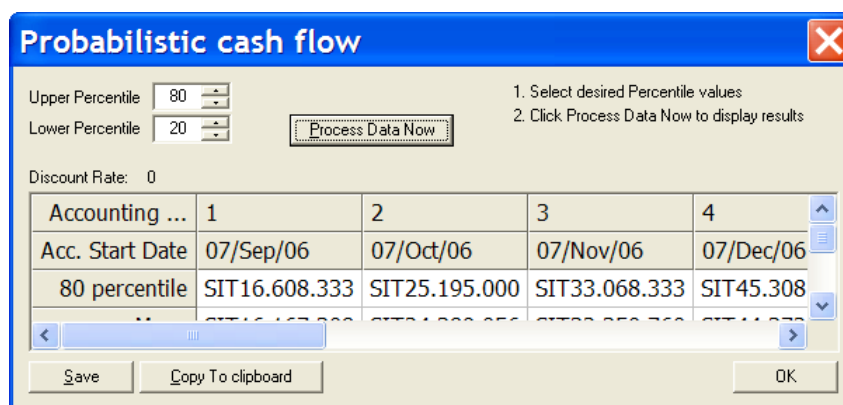 Probabilistic cash flow
Upper Percentile 80
Lower Percentile 20
Process Data Now
1. Select desired Percentile values
2. Click Process Data Now to display results
Discount Rate: 0
Accounting ... 1 2 3 4
Acc. Start Date 07/Sep/06 07/Oct/06 07/Nov/06 07/Dec/06
80 percentile SIT16.608.333 SIT25.195.000 SIT33.068.333 SIT45.308
Save Copy To clipboard OK